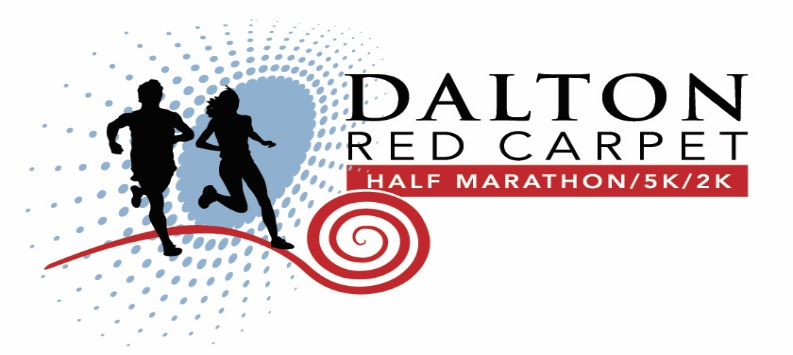 DALTON
RED CARPET
HALF MARATHON/5K/2K